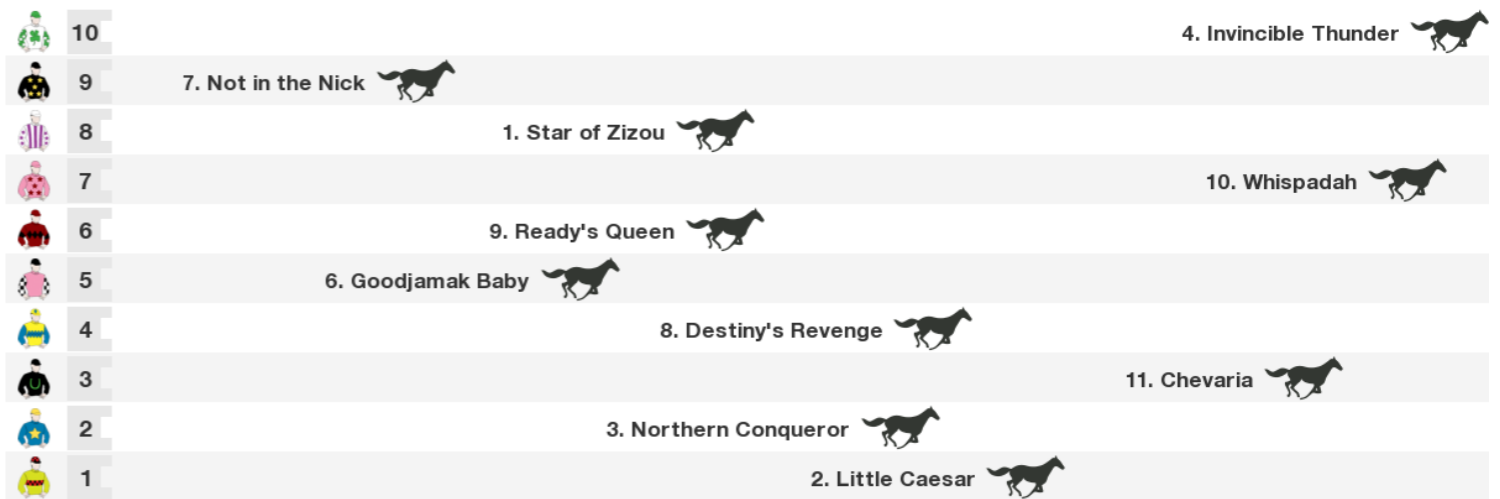 10 4. Invincible Thunder
9 7. Not in the Nick
8 1. Star of Zizou
7 10. Whispadah
6 9. Ready's Queen
5 6. Goodjamak Baby
4 8. Destiny's Revenge
3 11. Chevaria
2 3. Northern Conqueror
1 2. Little Caesar